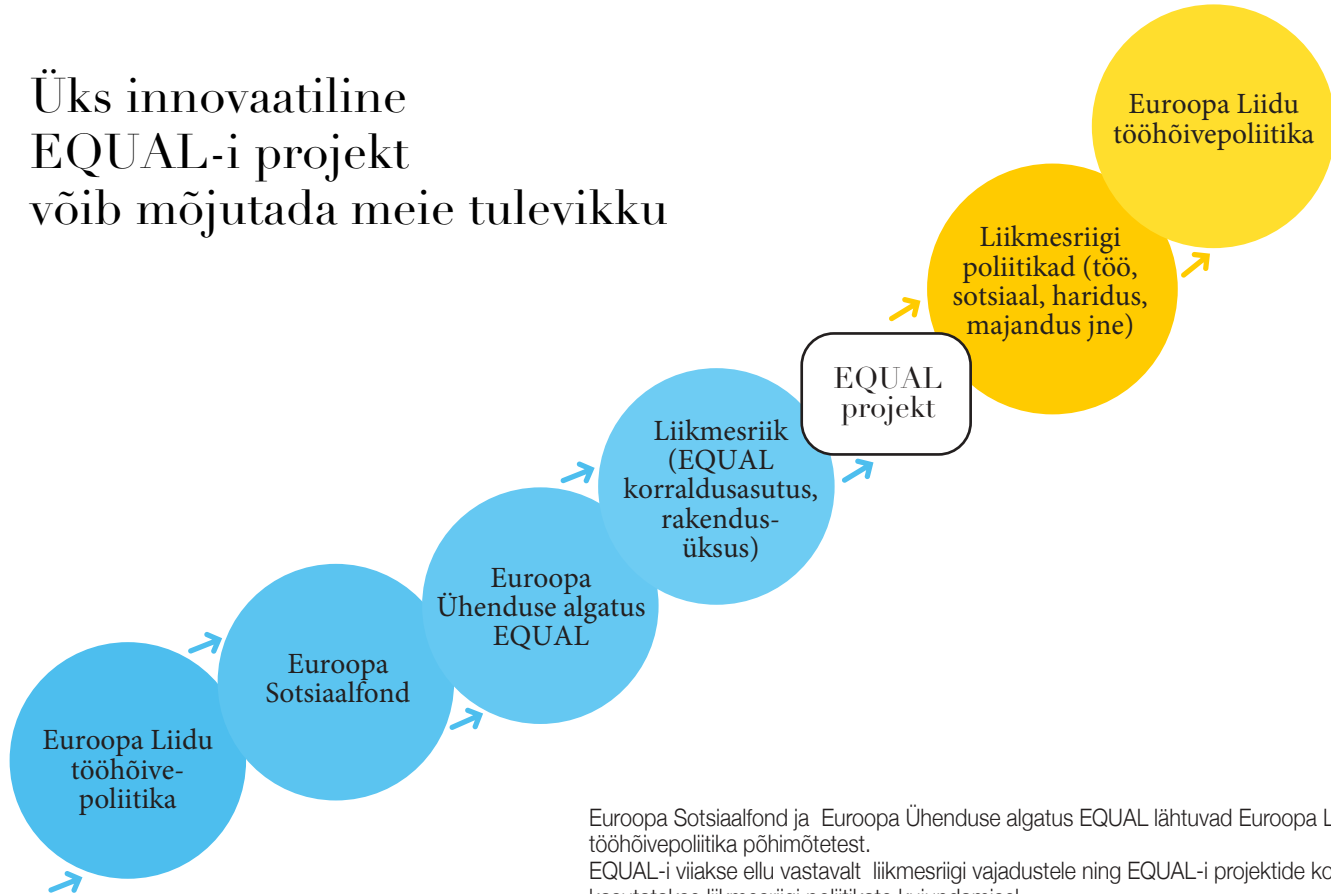 Üks innovaatiline
EQUAL-i projekt
võib mõjutada meie tulevikku
Euroopa Liidu
tööhõivepoliitika
Liikmesriigi
poliitikad (töö,
sotsiaal, haridus,
majandus jne)
EQUAL
projekt
Liikmesriik
(EQUAL
korraldusasutus,
rakendus-
üksus)
Euroopa
Ühenduse algatus
EQUAL
Euroopa
Sotsiaalfond
Euroopa Liidu
tööhõive-
poliitika
Euroopa Sotsiaalfond ja Euroopa Ühenduse algatus EQUAL lähtuvad Euroopa
tööhõivepoliitika põhimõtetest.
EQUAL-i viiakse ellu vastavalt liikmesriigi vajadustele ning EQUAL-i projektide